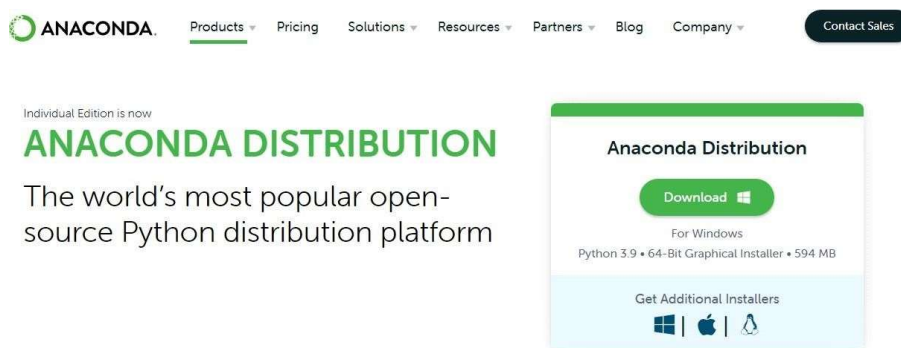 ANACONDA. Products Pricing Solutions Resources Partners Blog Company Contact Sales
Individual Edition is now
ANACONDA DISTRIBUTION
The world's most popular open-
source Python distribution platform
Anaconda Distribution
Download
For Windows
Python 3.9 • 64-Bit Graphical Installer • 594 MB
Get Additional Installers